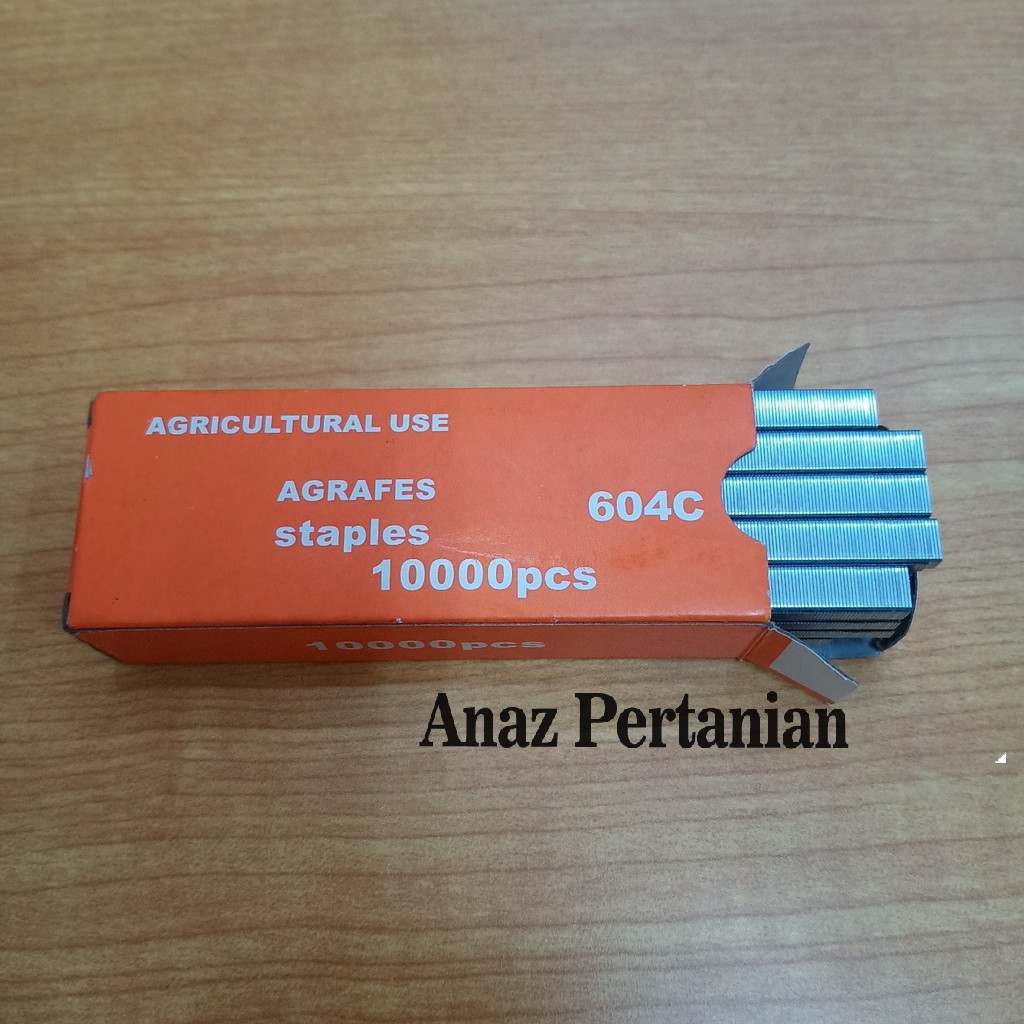 AGRICULTURAL USE
AGRAFES
604C
staples
10000pcs
10000pcs
Anaz Pertanian